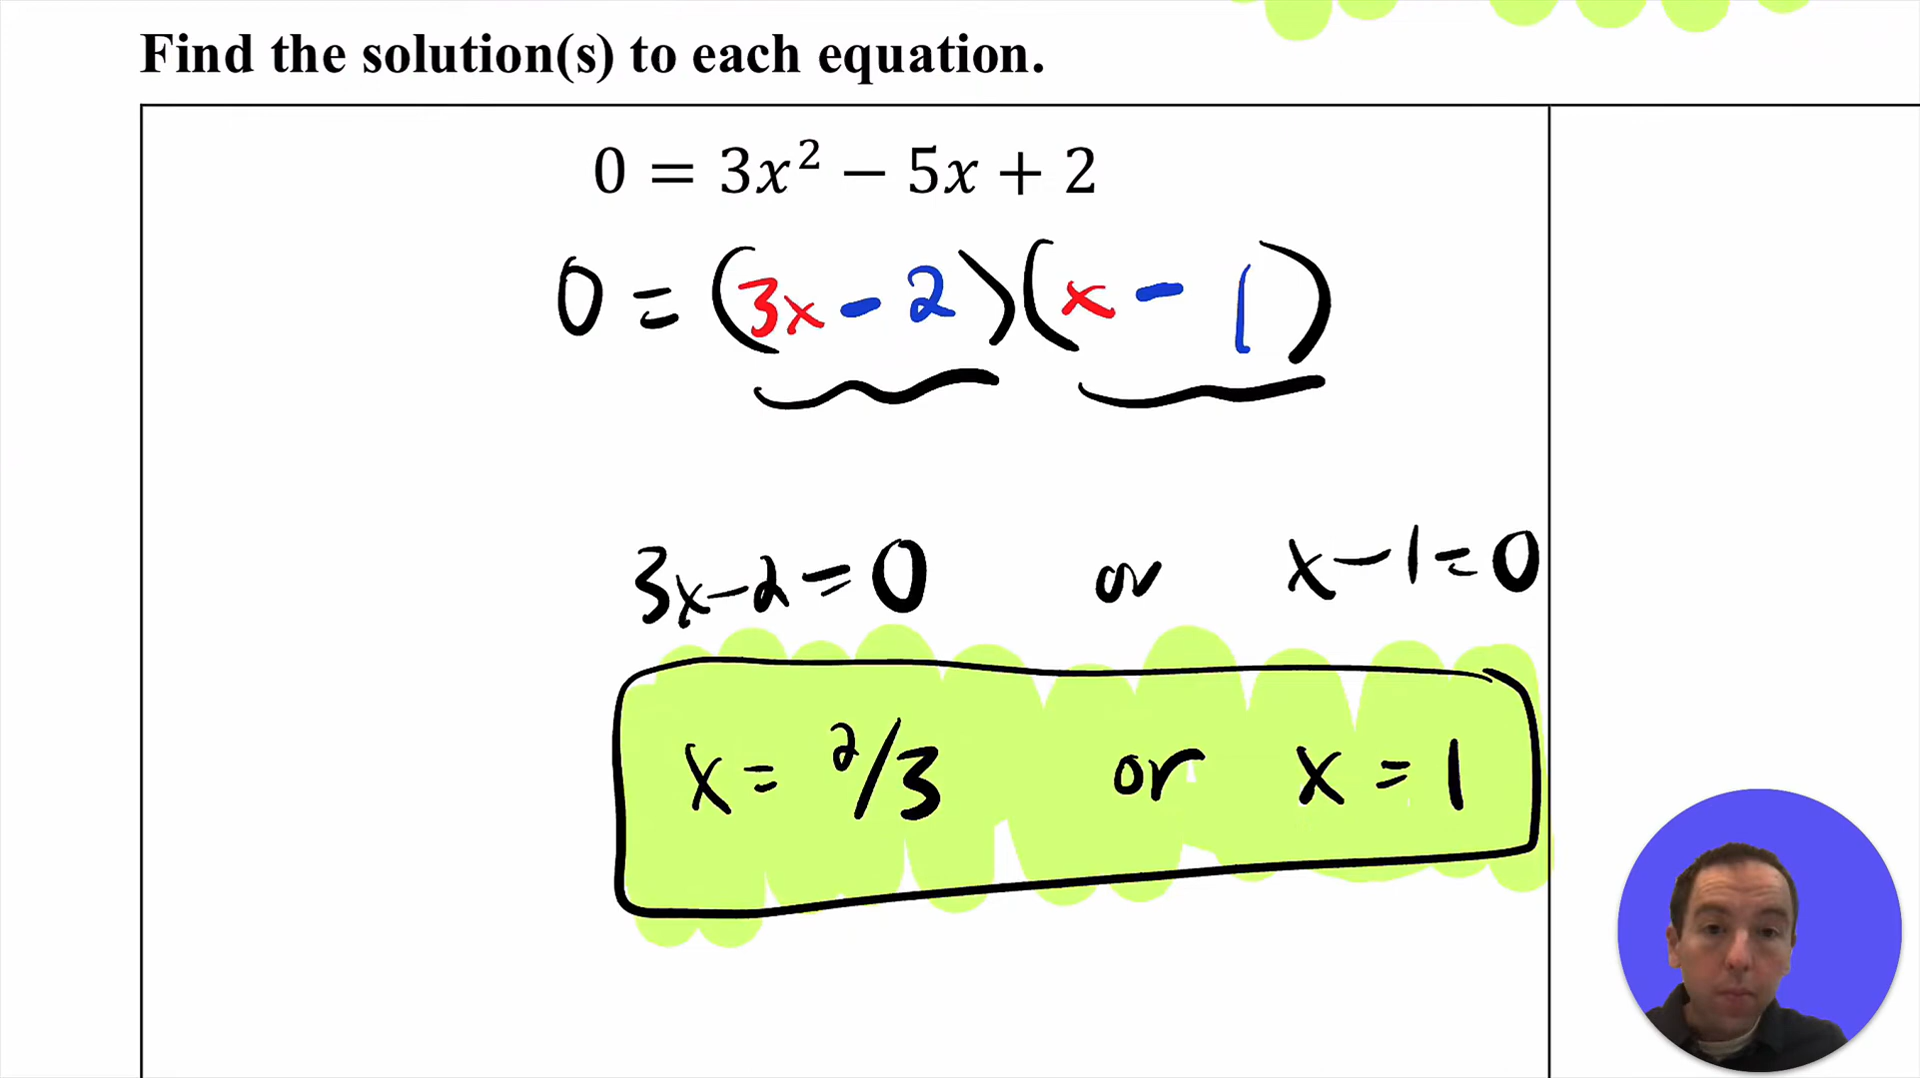 Find the solution(s) to each equation.
0 = 3x² − 5x + 2
0 = (3x − 2)(x − 1)
3x−2=0 or x−1=0
x = 2/3 or x = 1